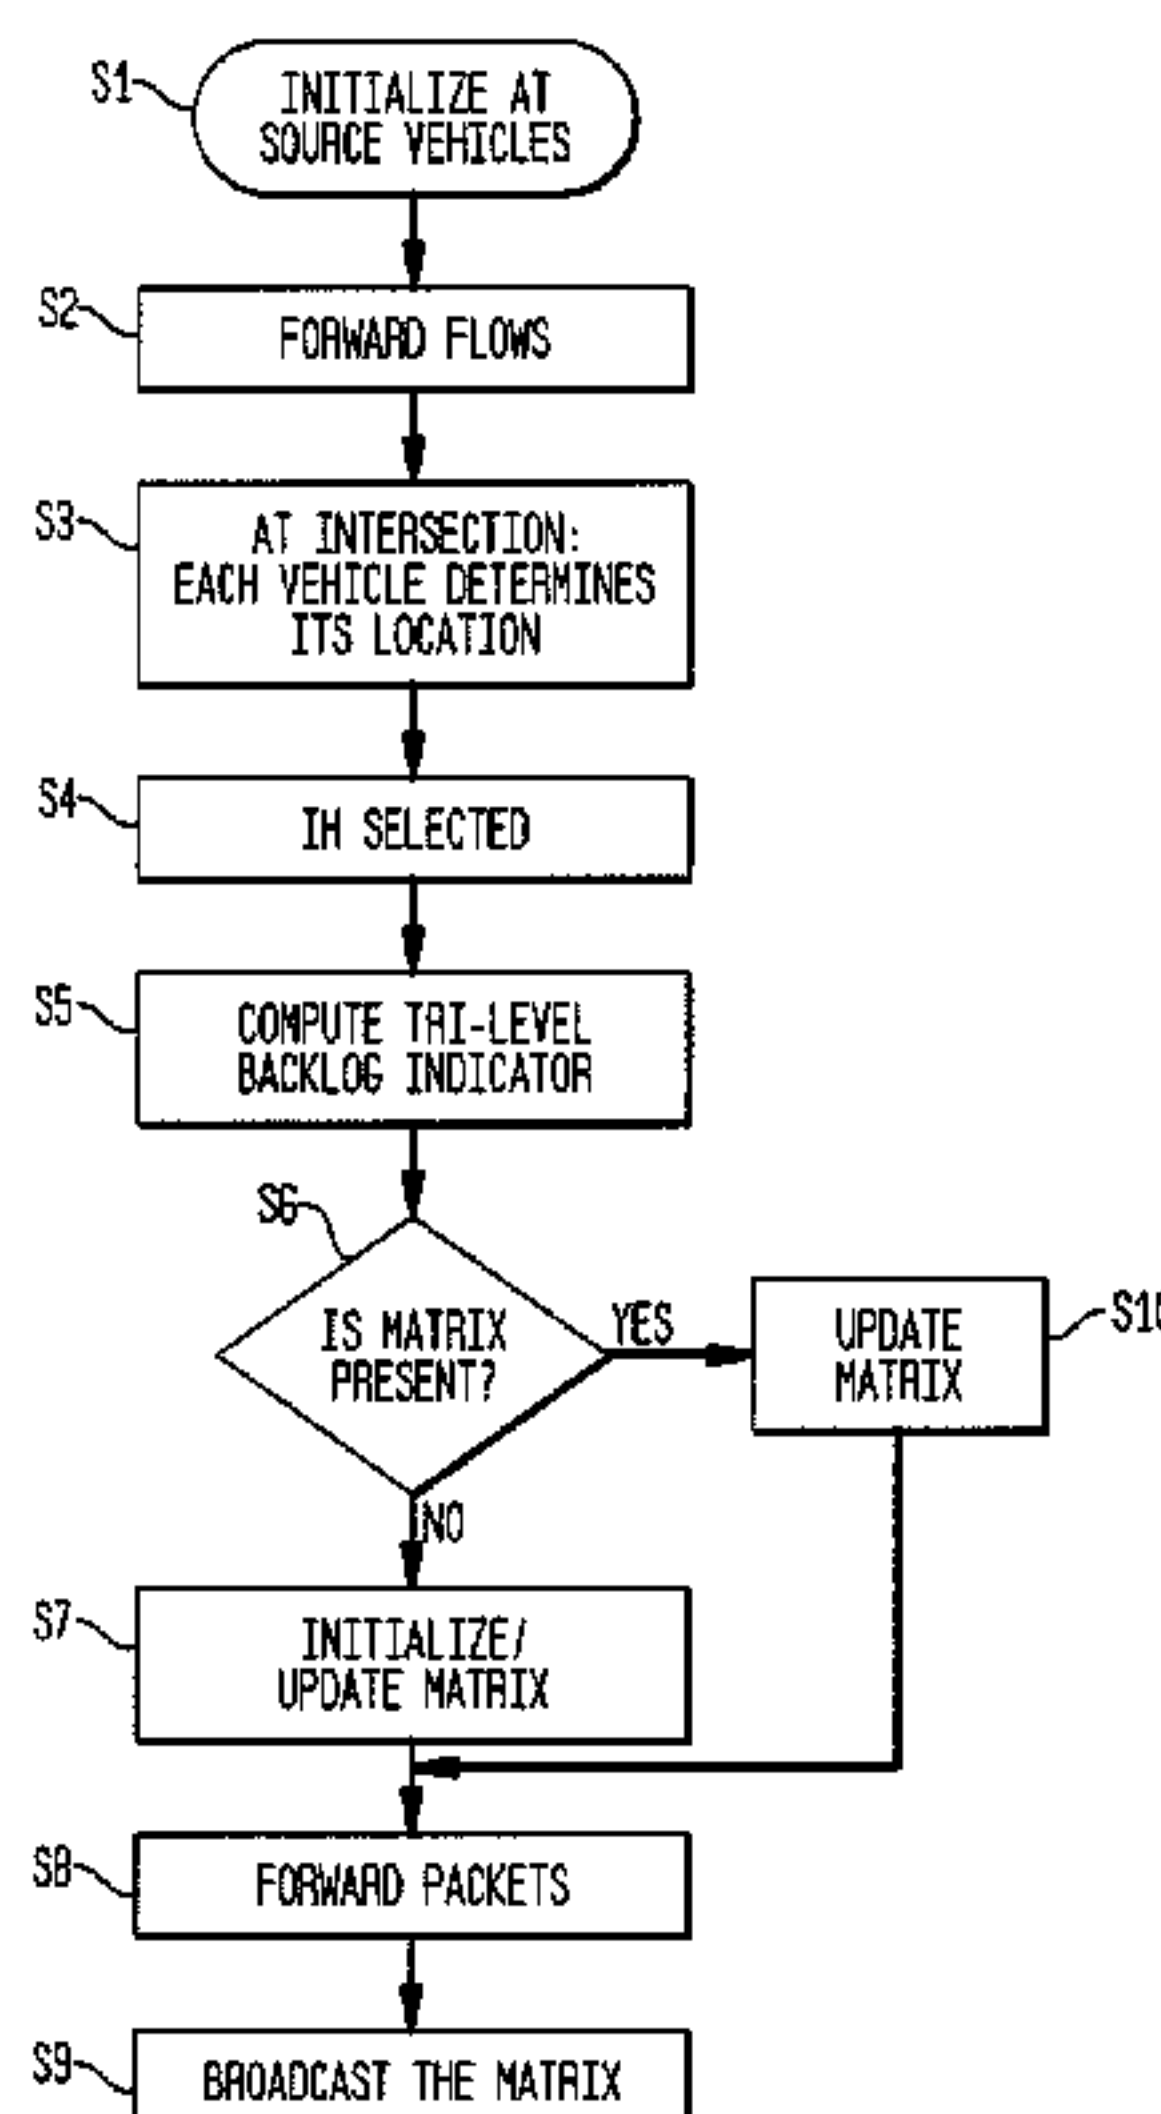 S1
INITIALIZE AT
SOURCE VEHICLES
S2
FORWARD FLOWS
S3
AT INTERSECTION:
EACH VEHICLE DETERMINES
ITS LOCATION
S4
IH SELECTED
S5
COMPUTE TRI-LEVEL
BACKLOG INDICATOR
S6
IS MATRIX
PRESENT?
YES
UPDATE
MATRIX
S10
NO
S7
INITIALIZE/
UPDATE MATRIX
S8
FORWARD PACKETS
S9
BROADCAST THE MATRIX